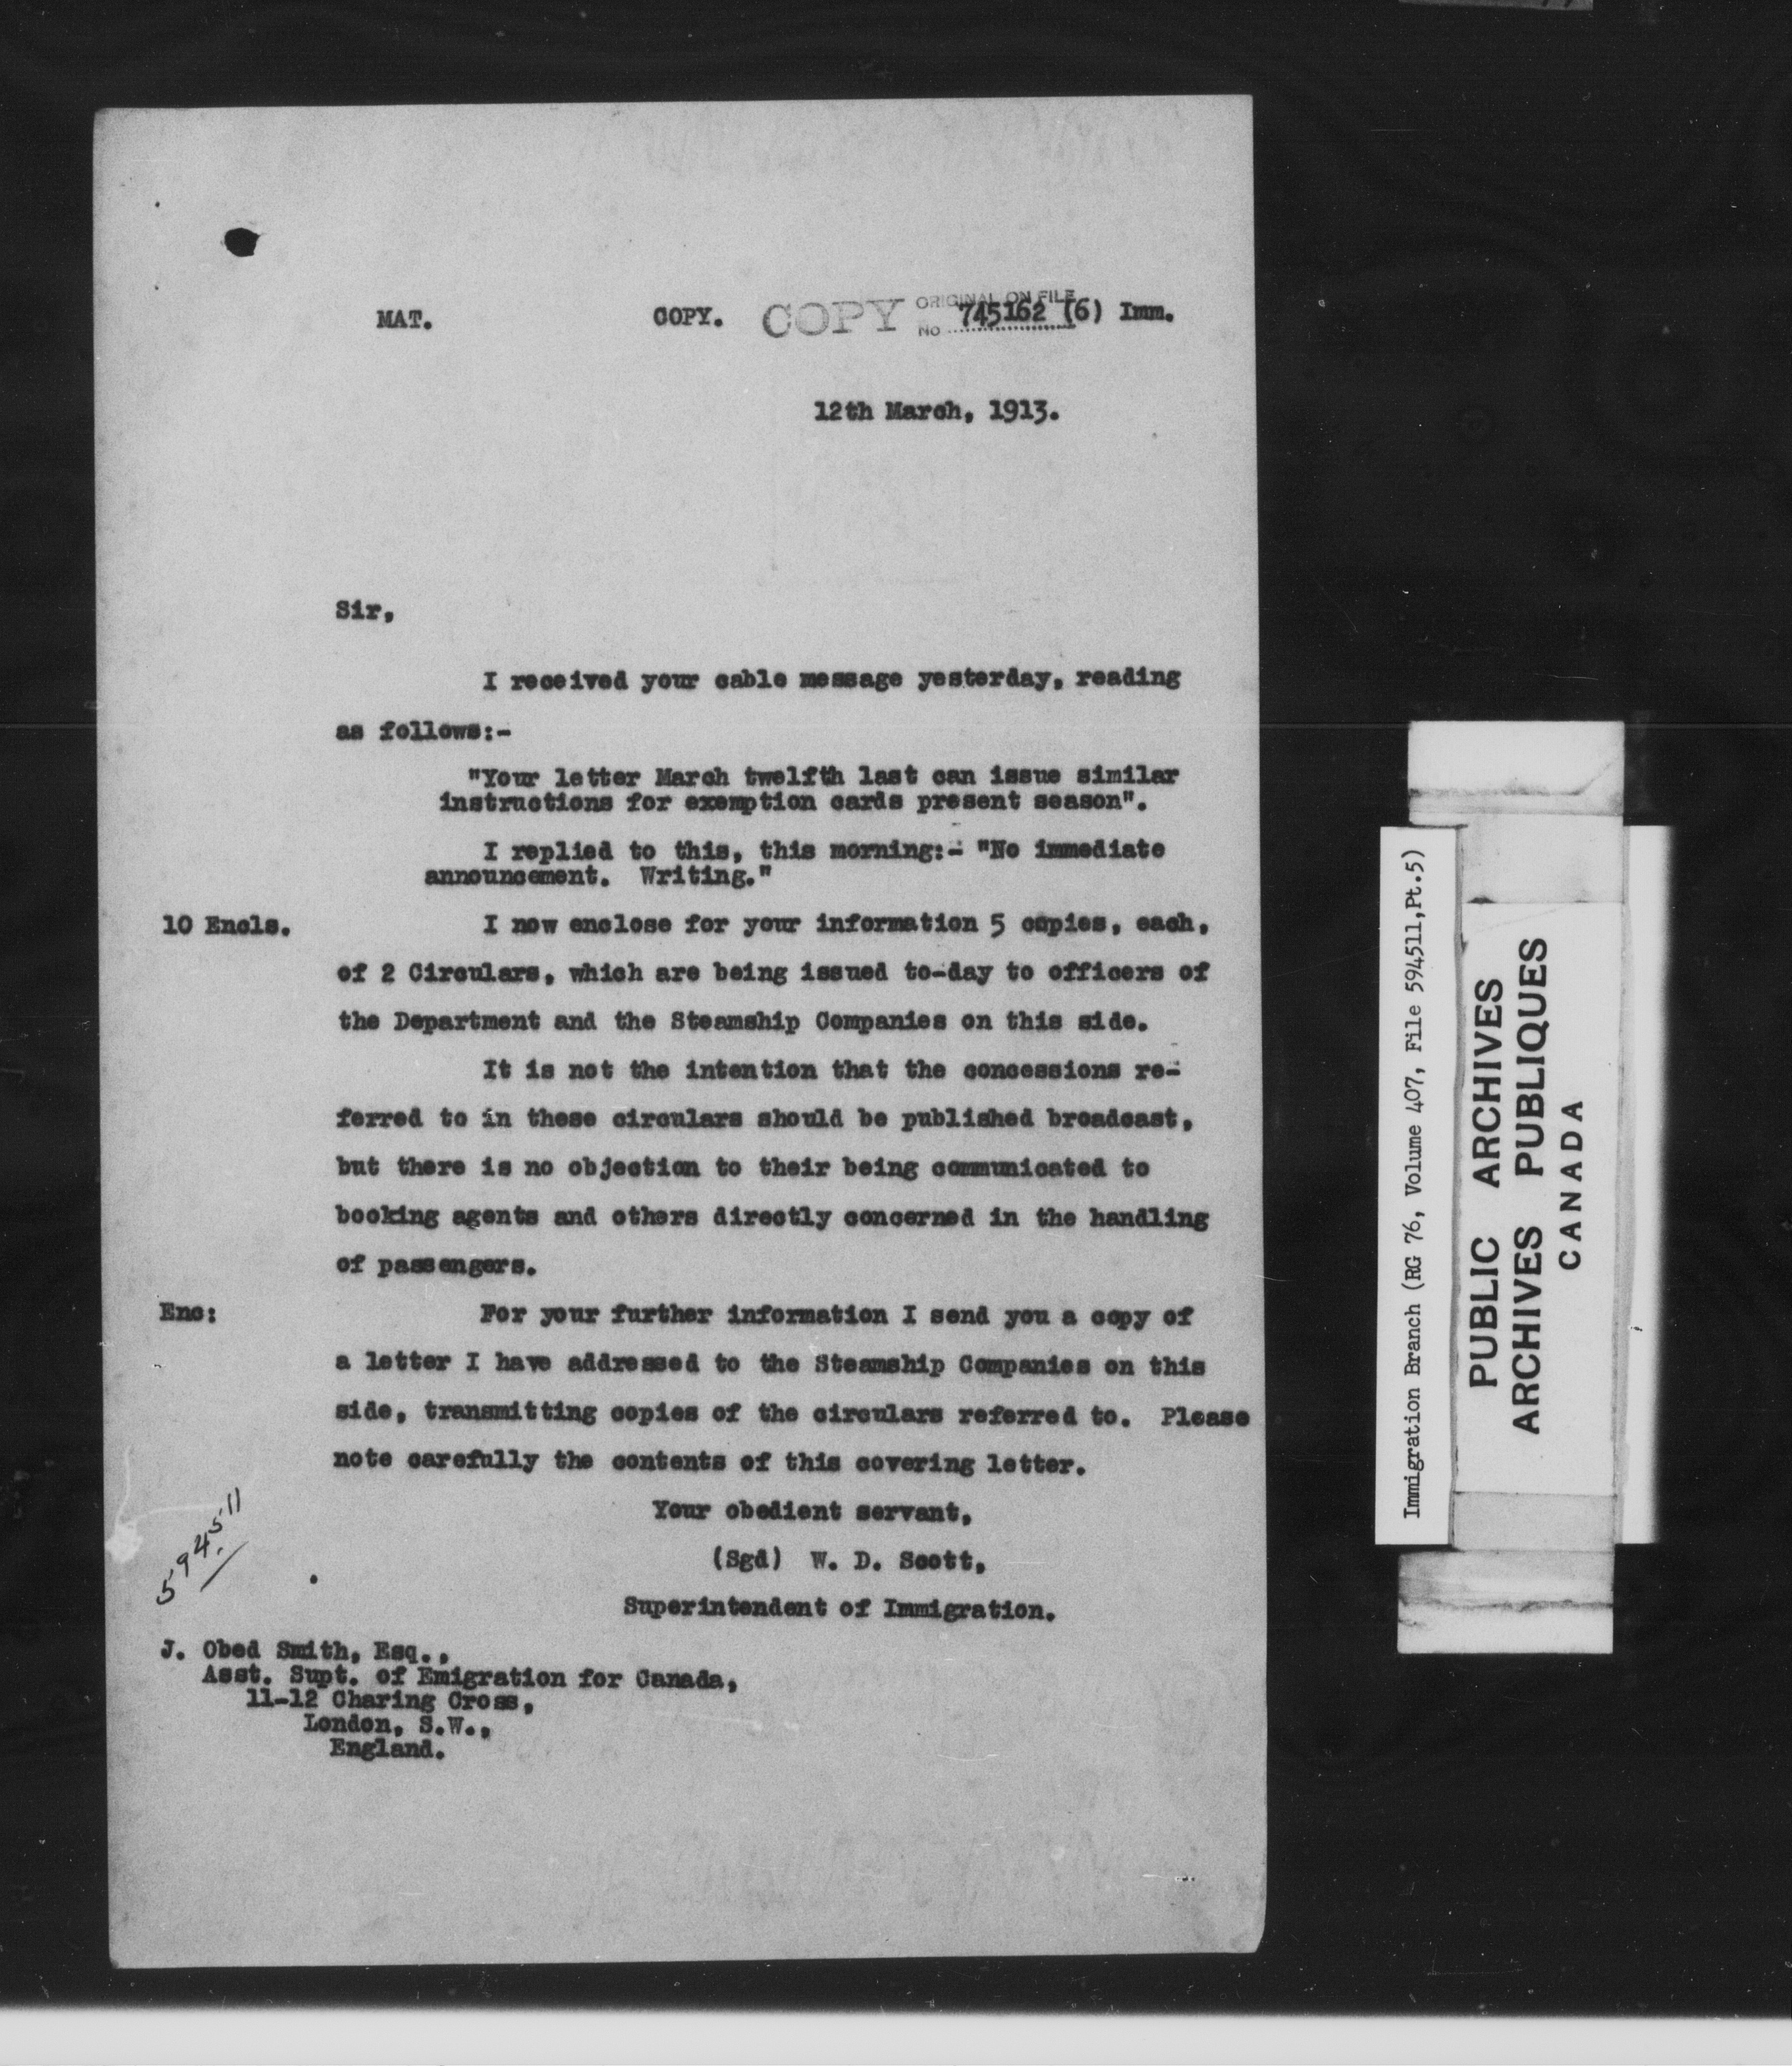 MAT. COPY. COPY ORIGINAL ON FILE
No 745162 (6) Imm.
12th March, 1913.
Sir,
I received your cable message yesterday, reading
as follows:-
"Your letter March twelfth last can issue similar
instructions for exemption cards present season".
I replied to this, this morning:- "No immediate
announcement. Writing."
10 Encls. I now enclose for your information 5 copies, each,
of 2 Circulars, which are being issued to-day to officers of
the Department and the Steamship Companies on this side.
It is not the intention that the concessions re-
ferred to in these circulars should be published broadcast,
but there is no objection to their being communicated to
booking agents and others directly concerned in the handling
of passengers.
Enc: For your further information I send you a copy of
a letter I have addressed to the Steamship Companies on this
side, transmitting copies of the circulars referred to. Please
note carefully the contents of this covering letter.
Your obedient servant,
(Sgd) W. D. Scott,
Superintendent of Immigration.
594511
J. Obed Smith, Esq.,
Asst. Supt. of Emigration for Canada,
11-12 Charing Cross,
London, S.W.,
England.
Immigration Branch (RG 76, Volume 407, File 594511,Pt.5)
PUBLIC ARCHIVES
ARCHIVES PUBLIQUES
CANADA